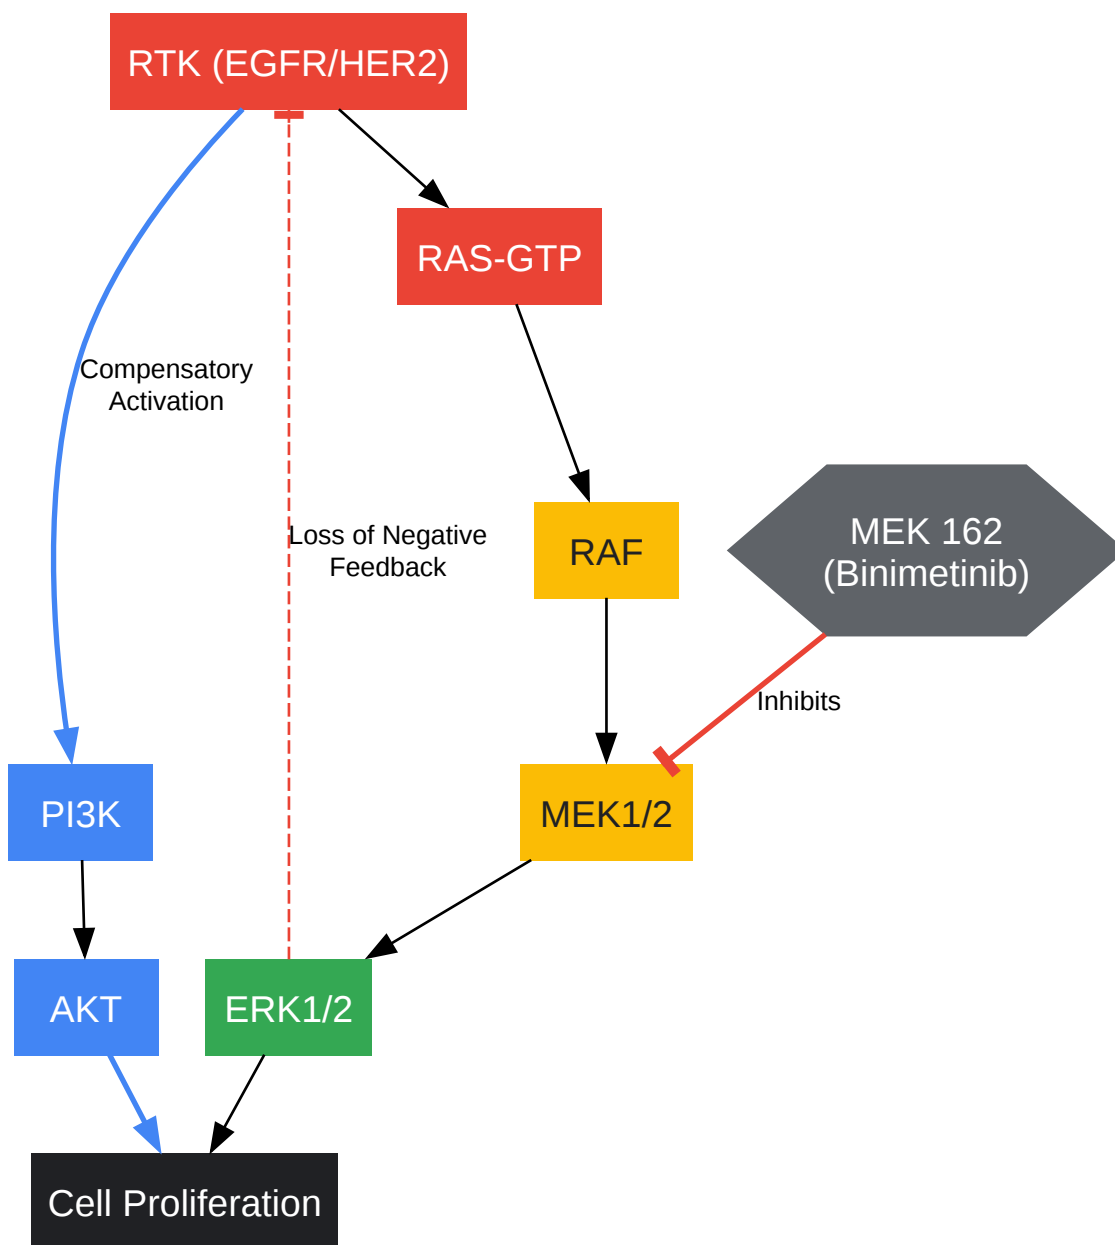 RTK (EGFR/HER2)
RAS-GTP
Compensatory
Activation
Loss of Negative
Feedback
RAF
MEK 162
(Binimetinib)
Inhibits
PI3K
MEK1/2
AKT
ERK1/2
Cell Proliferation